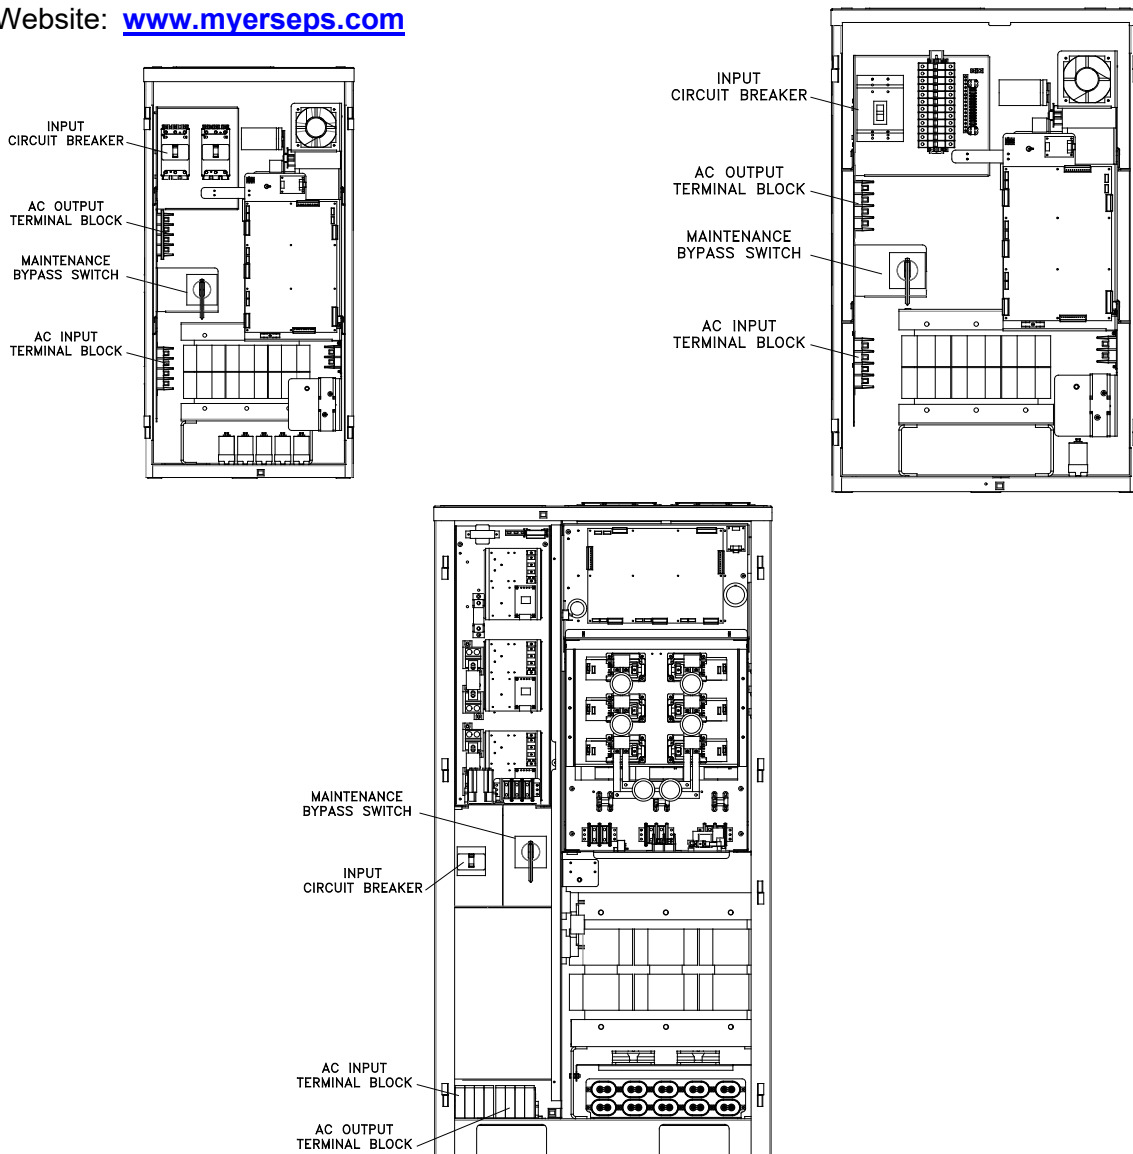 Website: www.myerseps.com
INPUT
CIRCUIT BREAKER
AC OUTPUT
TERMINAL BLOCK
MAINTENANCE
BYPASS SWITCH
AC INPUT
TERMINAL BLOCK
INPUT
CIRCUIT BREAKER
AC OUTPUT
TERMINAL BLOCK
MAINTENANCE
BYPASS SWITCH
AC INPUT
TERMINAL BLOCK
MAINTENANCE
BYPASS SWITCH
INPUT
CIRCUIT BREAKER
AC INPUT
TERMINAL BLOCK
AC OUTPUT
TERMINAL BLOCK